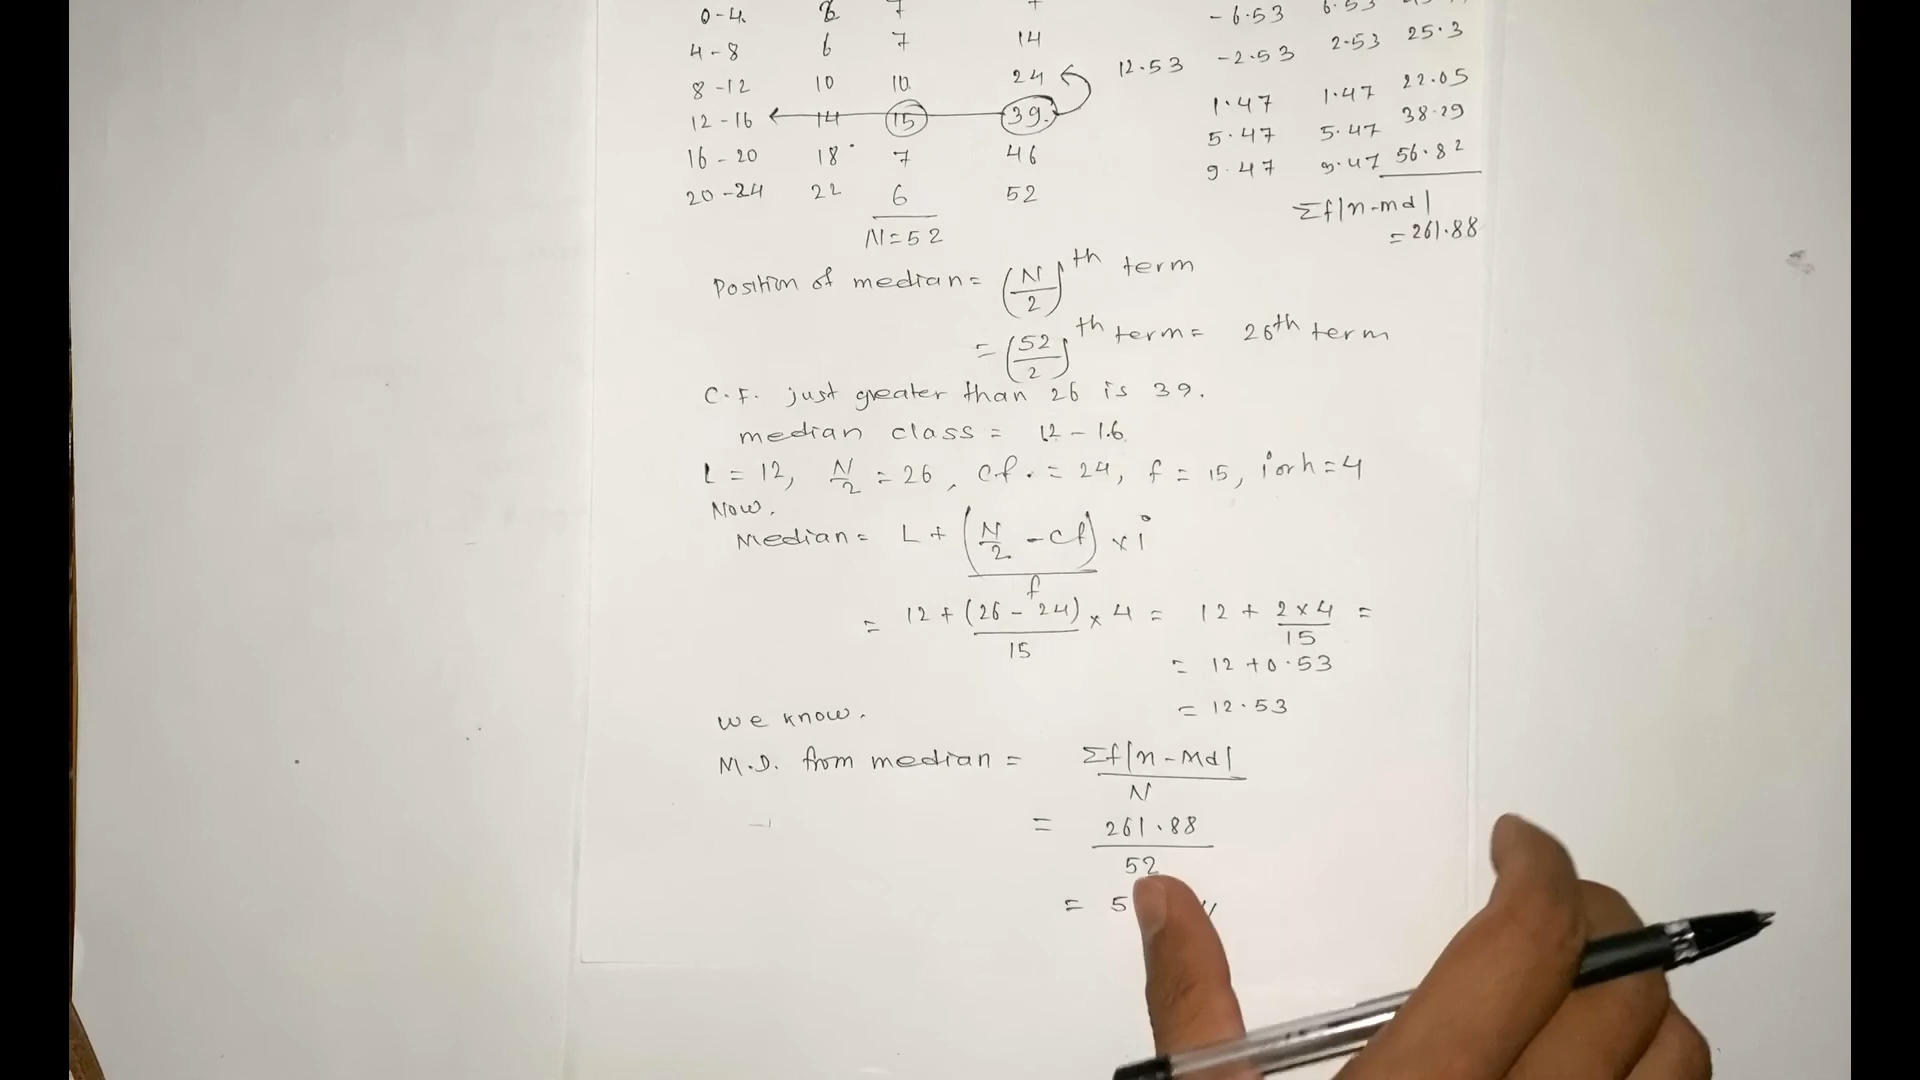 0-4 2 7 7 -6.53 6.53
4-8 6 7 14 12.53 -2.53 2.53 25.3
8-12 10 10 24 1.47 1.47 22.05
12-16 14 15 39 5.47 5.47 38.29
16-20 18 7 46 9.47 9.47 56.82
20-24 22 6 52 Σf|x-md|
N=52 =261.88
Position of median = (N/2)th term
= (52/2)th term = 26th term
C.F. just greater than 26 is 39.
median class = 12-16
L = 12, N/2 = 26, cf. = 24, f = 15, i or h = 4
Now,
Median = L + (N/2 - cf)/f × i
= 12 + (26-24)/15 × 4 = 12 + 2×4/15 =
= 12 + 0.53
= 12.53
we know.
M.D. from median = Σf|x-Md|/N
= 261.88/52
= 5